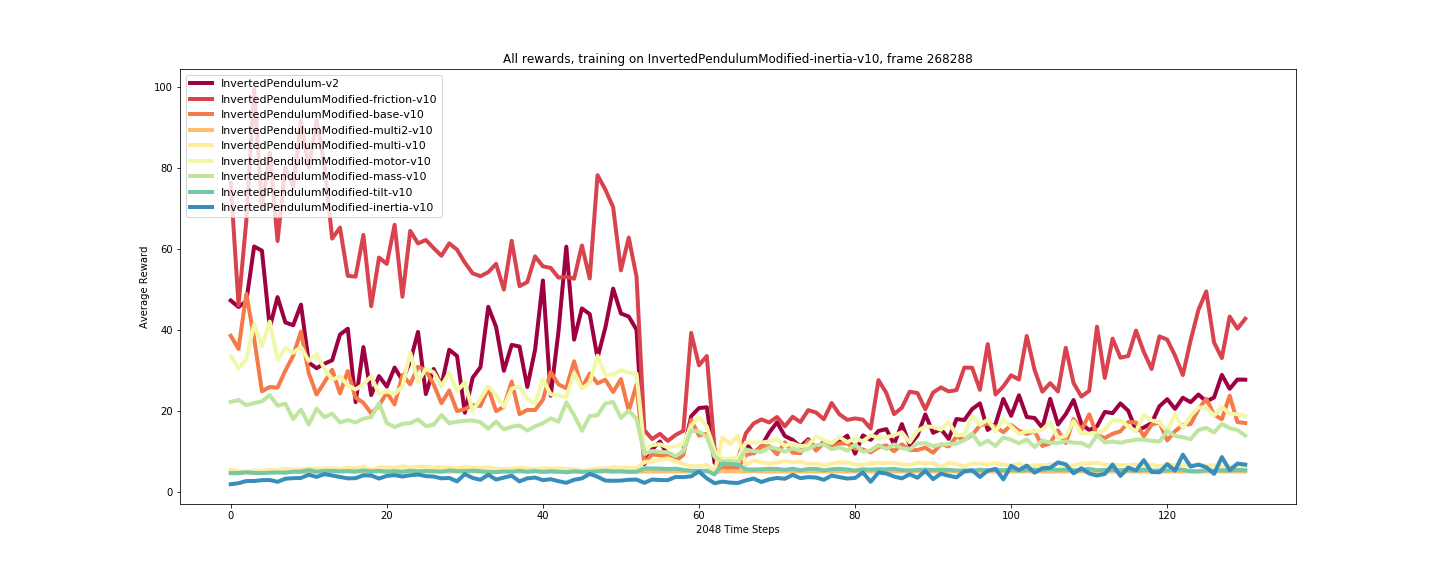 All rewards, training on InvertedPendulumModified-inertia-v10, frame 268288
InvertedPendulum-v2
InvertedPendulumModified-friction-v10
InvertedPendulumModified-base-v10
InvertedPendulumModified-multi2-v10
InvertedPendulumModified-multi-v10
InvertedPendulumModified-motor-v10
InvertedPendulumModified-mass-v10
InvertedPendulumModified-tilt-v10
InvertedPendulumModified-inertia-v10
100
80
60
40
20
0
Average Reward
0 20 40 60 80 100 120
2048 Time Steps